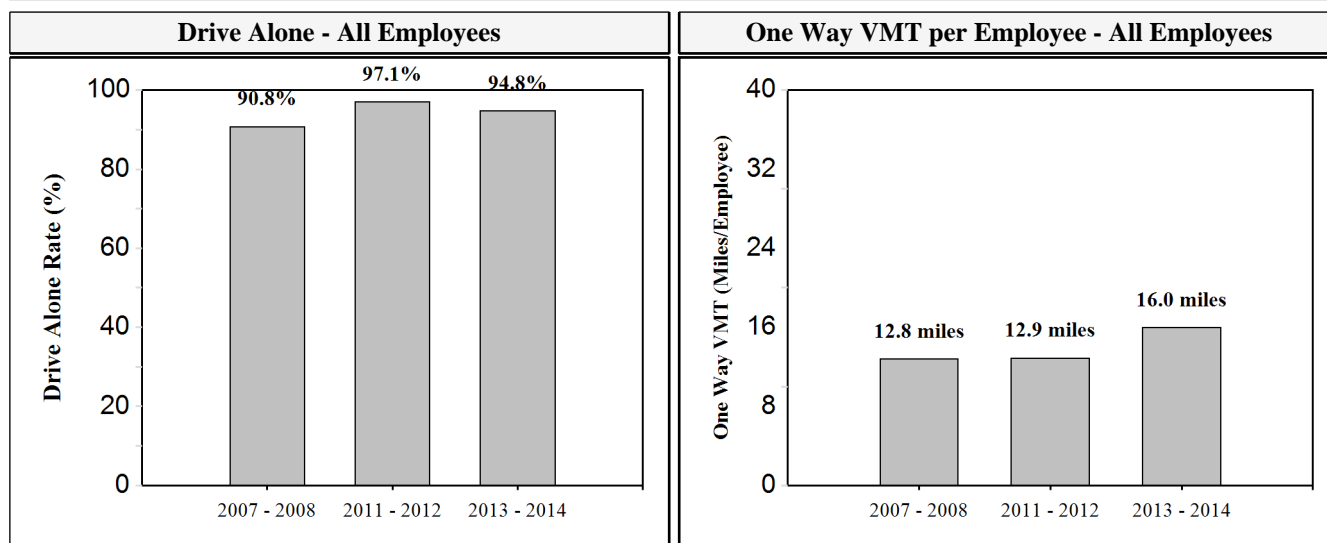 Drive Alone - All Employees
97.1%
94.8%
90.8%
100
80
60
40
20
0
Drive Alone Rate (%)
2007 - 2008
2011 - 2012
2013 - 2014
One Way VMT per Employee - All Employees
40
32
24
16
8
0
One Way VMT (Miles/Employee)
12.8 miles
12.9 miles
16.0 miles
2007 - 2008
2011 - 2012
2013 - 2014